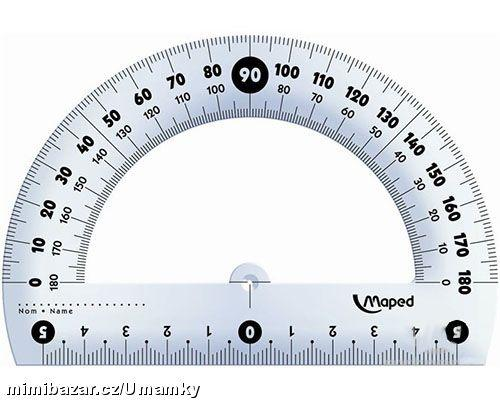 0 10 20 30 40 50 60 70 80 90 100 110 120 130 140 150 160 170 180
180 170 160 150 140 130 120 110 100 80 70 60 50 40 30 20 10 0
Maped
Nom • Name
5 4 3 2 1 0 1 2 3 4 5
mimibazar.cz/Umamky